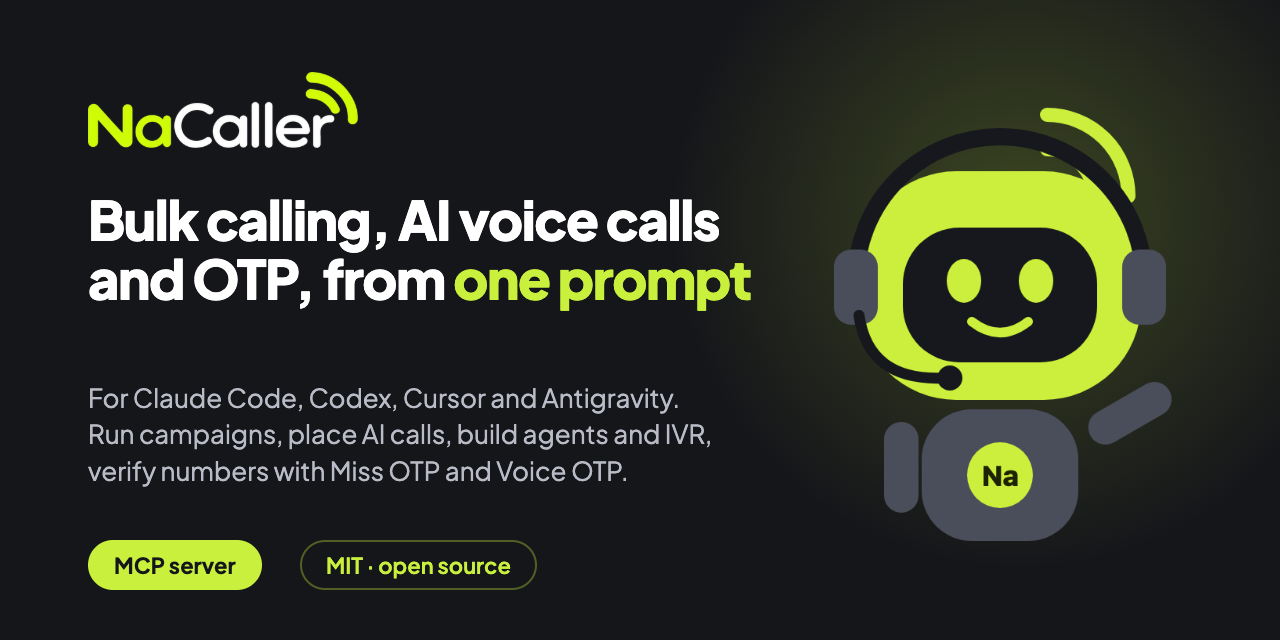 NaCaller
Bulk calling, AI voice calls
and OTP, from one prompt
For Claude Code, Codex, Cursor and Antigravity.
Run campaigns, place AI calls, build agents and IVR,
verify numbers with Miss OTP and Voice OTP.
MCP server
MIT · open source
Na